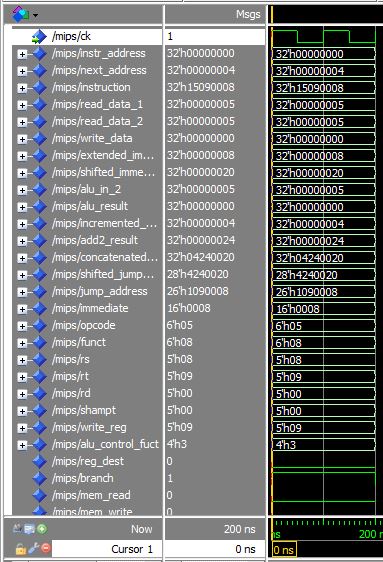 Msgs
/mips/ck 1
/mips/instr_address 32'h00000000 32'h00000000
/mips/next_address 32'h00000004 32'h00000004
/mips/instruction 32'h15090008 32'h15090008
/mips/read_data_1 32'h00000005 32'h00000005
/mips/read_data_2 32'h00000005 32'h00000005
/mips/write_data 32'h00000000 32'h00000000
/mips/extended_im... 32'h00000008 32'h00000008
/mips/shifted_imme... 32'h00000020 32'h00000020
/mips/alu_in_2 32'h00000005 32'h00000005
/mips/alu_result 32'h00000000 32'h00000000
/mips/incremented_... 32'h00000004 32'h00000004
/mips/add2_result 32'h00000024 32'h00000024
/mips/concatenated... 32'h04240020 32'h04240020
/mips/shifted_jump... 28'h4240020 28'h4240020
/mips/jump_address 26'h1090008 26'h1090008
/mips/immediate 16'h0008 16'h0008
/mips/opcode 6'h05 6'h05
/mips/funct 6'h08 6'h08
/mips/rs 5'h08 5'h08
/mips/rt 5'h09 5'h09
/mips/rd 5'h00 5'h00
/mips/shampt 5'h00 5'h00
/mips/write_reg 5'h09 5'h09
/mips/alu_control_fuct 4'h3 4'h3
/mips/reg_dest 0
/mips/branch 1
/mips/mem_read 0
/mips/mem_write 0
Now 200 ns ns 200 n
Cursor 1 0 ns 0 ns